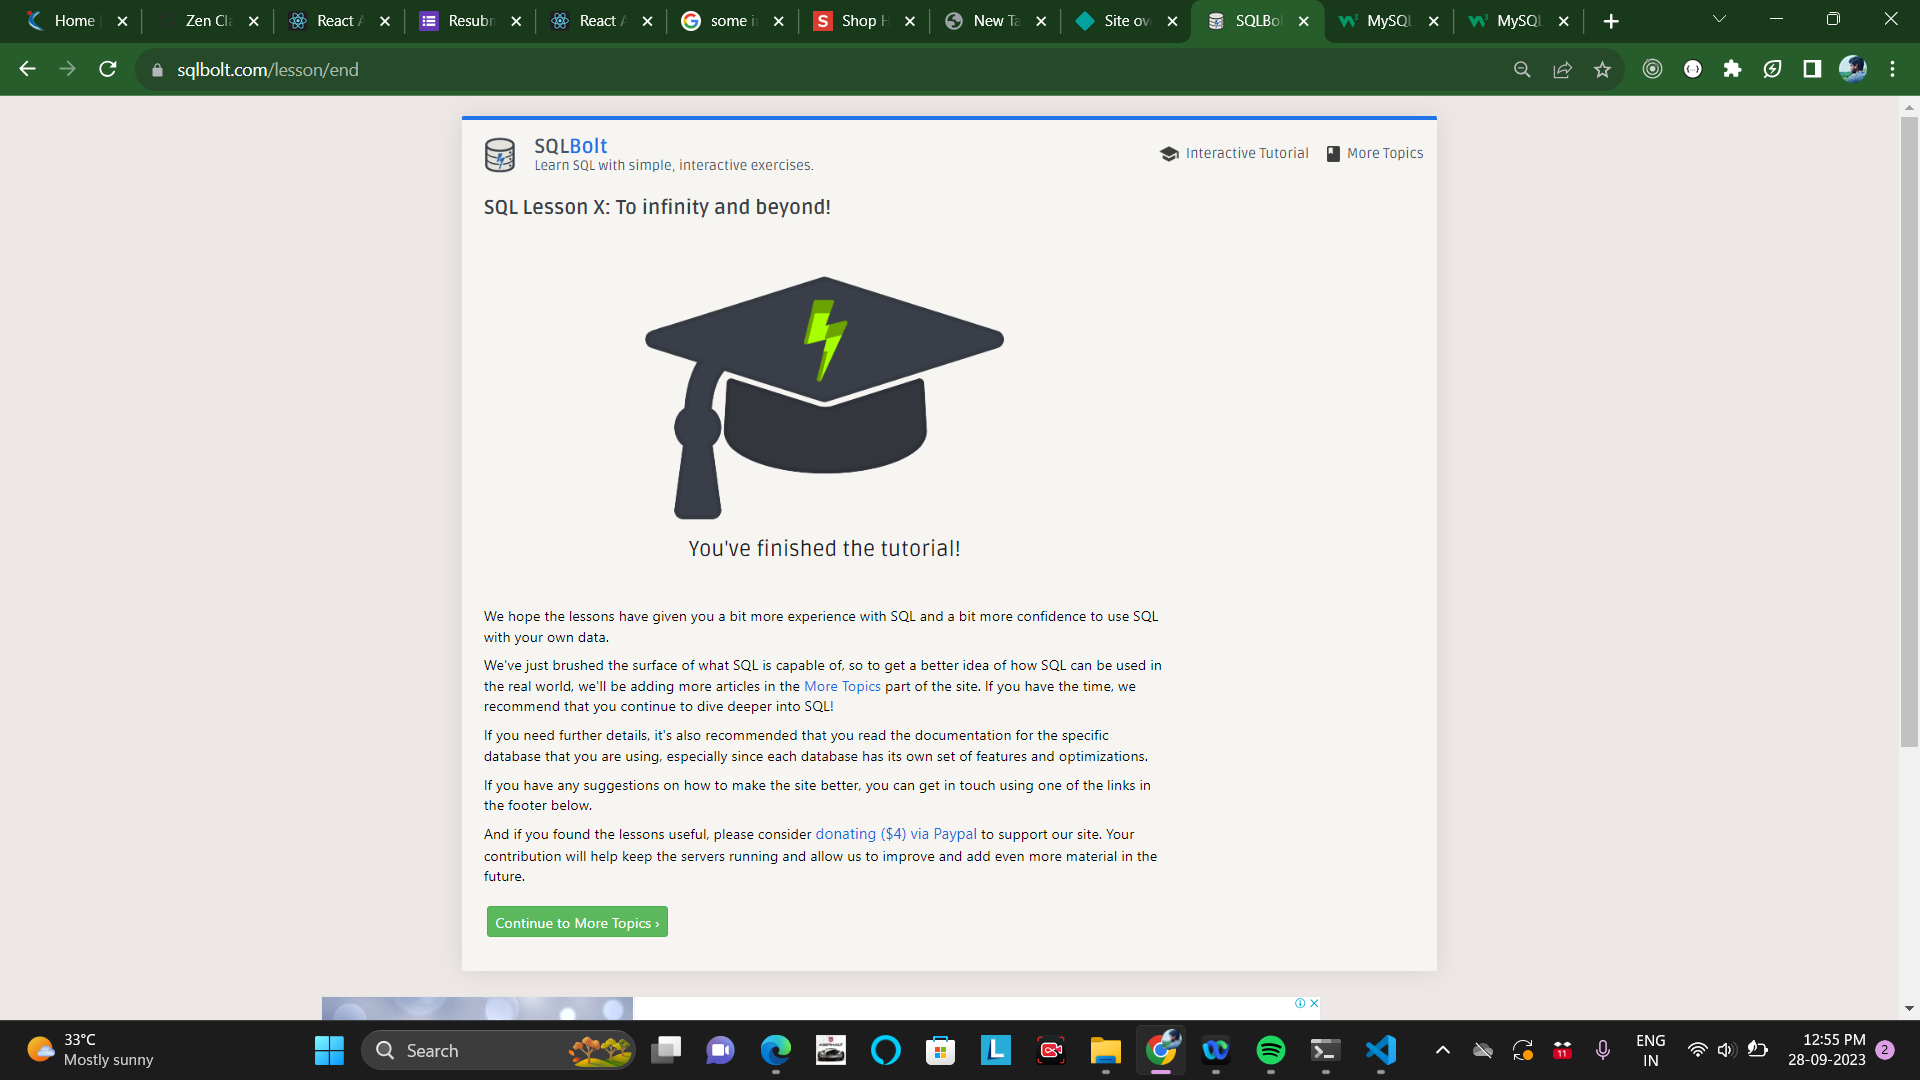 Home
Zen Cla
React A
Resubm
React A
some i
Shop H
New Ta
Site ov
SQLBol
MySQL
MySQL
sqlbolt.com/lesson/end
SQLBolt
Learn SQL with simple, interactive exercises.
Interactive Tutorial
More Topics
SQL Lesson X: To infinity and beyond!
You've finished the tutorial!
We hope the lessons have given you a bit more experience with SQL and a bit more confidence to use SQL
with your own data.
We've just brushed the surface of what SQL is capable of, so to get a better idea of how SQL can be used in
the real world, we'll be adding more articles in the More Topics part of the site. If you have the time, we
recommend that you continue to dive deeper into SQL!
If you need further details, it's also recommended that you read the documentation for the specific
database that you are using, especially since each database has its own set of features and optimizations.
If you have any suggestions on how to make the site better, you can get in touch using one of the links in
the footer below.
And if you found the lessons useful, please consider donating ($4) via Paypal to support our site. Your
contribution will help keep the servers running and allow us to improve and add even more material in the
future.
Continue to More Topics ›
33°C
Mostly sunny
Search
11
ENG
IN
12:55 PM
28-09-2023
2